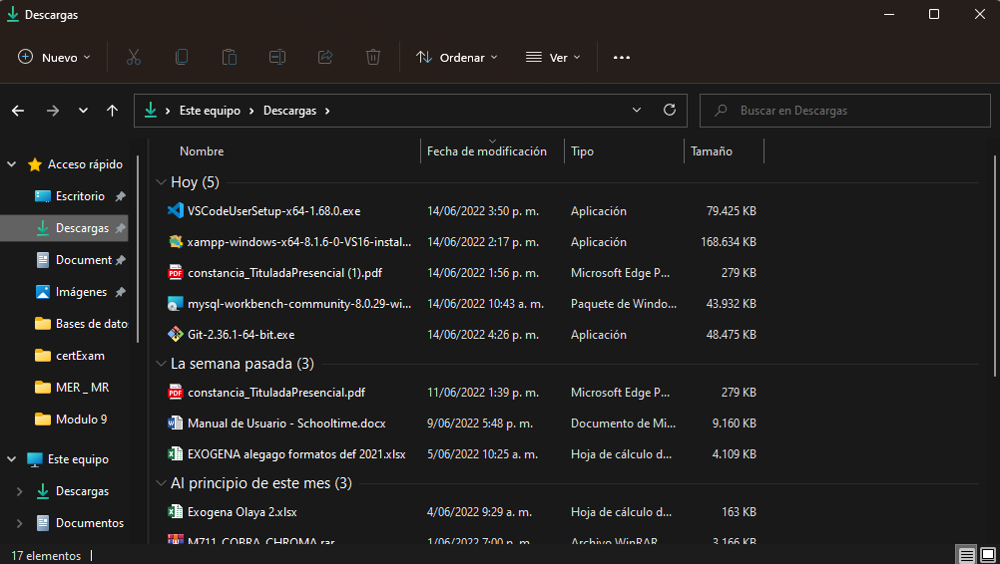 Descargas
Nuevo Ordenar Ver
Este equipo Descargas Buscar en Descargas
Nombre Fecha de modificación Tipo Tamaño
Acceso rápido
Escritorio
Descargas
Document
Imágenes
Bases de dato
certExam
MER _ MR
Modulo 9
Este equipo
Descargas
Documentos
Hoy (5)
VSCodeUserSetup-x64-1.68.0.exe 14/06/2022 3:50 p. m. Aplicación 79.425 KB
xampp-windows-x64-8.1.6-0-VS16-instal... 14/06/2022 2:17 p. m. Aplicación 168.634 KB
constancia_TituladaPresencial (1).pdf 14/06/2022 1:56 p. m. Microsoft Edge P... 279 KB
mysql-workbench-community-8.0.29-wi... 14/06/2022 10:43 a. m. Paquete de Windo... 43.932 KB
Git-2.36.1-64-bit.exe 14/06/2022 4:26 p. m. Aplicación 48.475 KB
La semana pasada (3)
constancia_TituladaPresencial.pdf 11/06/2022 1:39 p. m. Microsoft Edge P... 279 KB
Manual de Usuario - Schooltime.docx 9/06/2022 5:48 p. m. Documento de Mi... 9.160 KB
EXOGENA alegago formatos def 2021.xlsx 5/06/2022 10:25 a. m. Hoja de cálculo d... 4.109 KB
Al principio de este mes (3)
Exogena Olaya 2.xlsx 4/06/2022 9:29 a. m. Hoja de cálculo d... 163 KB
M711_COBRA_CHROMA.rar 1/06/2022 7:00 p. m. Archivo WinRAR 3.166 KB
17 elementos